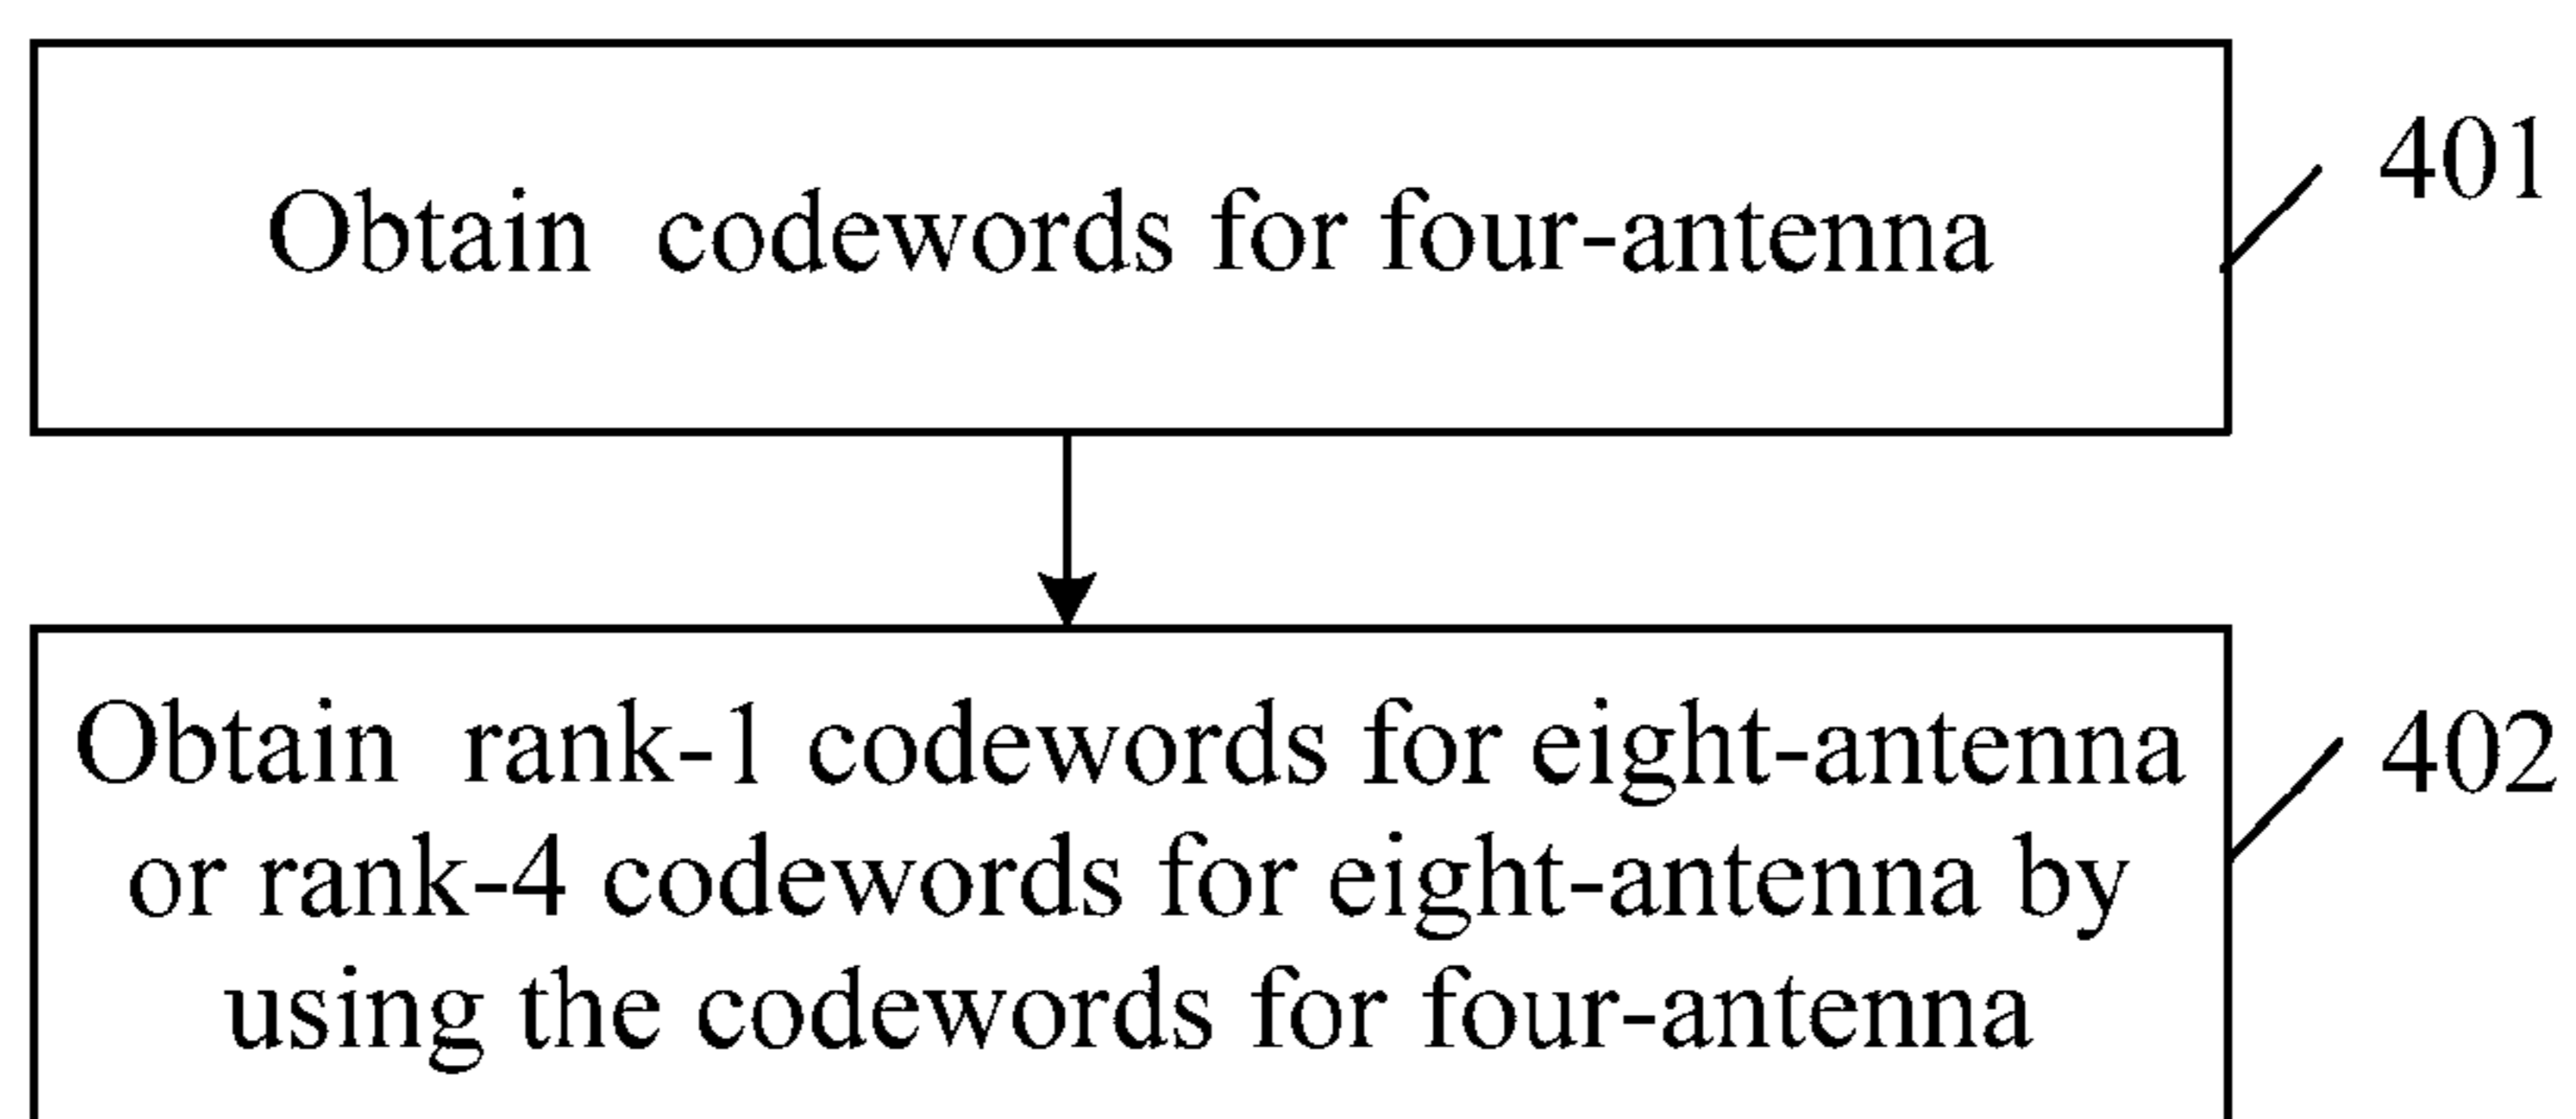 Obtain codewords for four-antenna
401
Obtain rank-1 codewords for eight-antenna
or rank-4 codewords for eight-antenna by
using the codewords for four-antenna
402